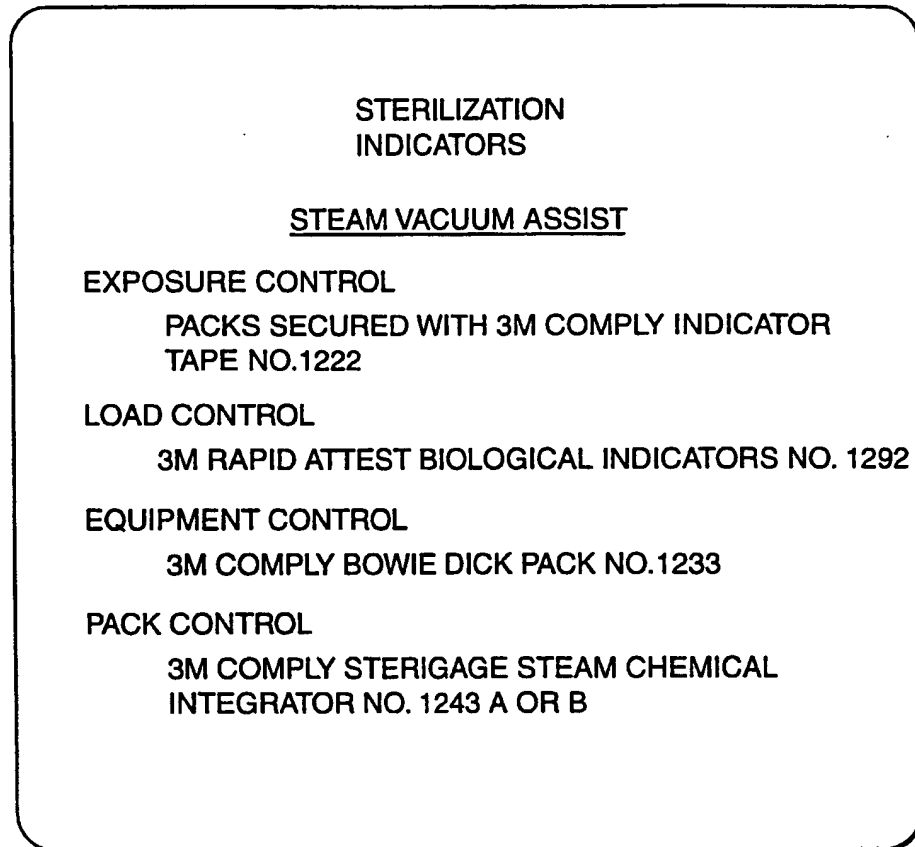 STERILIZATION
INDICATORS
STEAM VACUUM ASSIST
EXPOSURE CONTROL
PACKS SECURED WITH 3M COMPLY INDICATOR
TAPE NO.1222
LOAD CONTROL
3M RAPID ATTEST BIOLOGICAL INDICATORS NO. 1292
EQUIPMENT CONTROL
3M COMPLY BOWIE DICK PACK NO.1233
PACK CONTROL
3M COMPLY STERIGAGE STEAM CHEMICAL
INTEGRATOR NO. 1243 A OR B